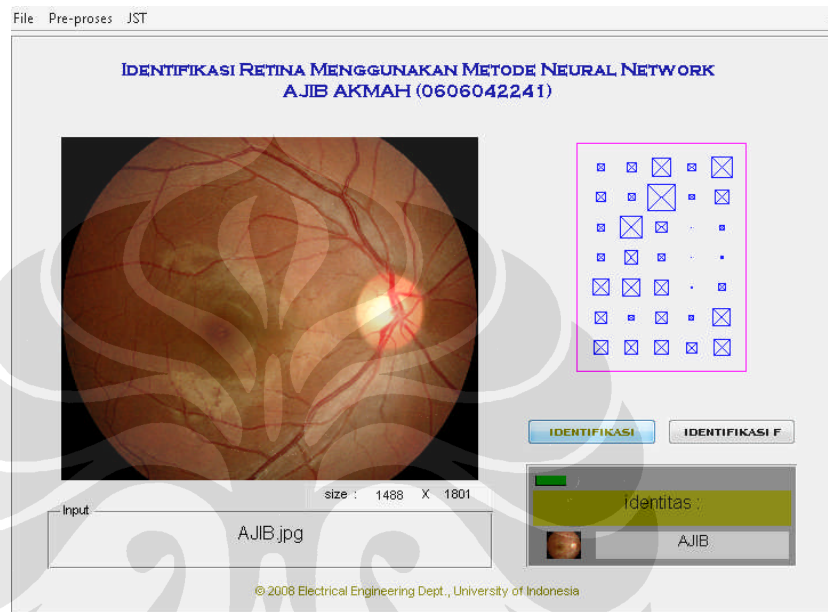 File Pre-proses JST
IDENTIFIKASI RETINA MENGGUNAKAN METODE NEURAL NETWORK
AJIB AKMAH (0606042241)
size : 1488 X 1801
Input
AJIB.jpg
IDENTIFIKASI IDENTIFIKASI F
identitas :
AJIB
© 2008 Electrical Engineering Dept., University of Indonesia